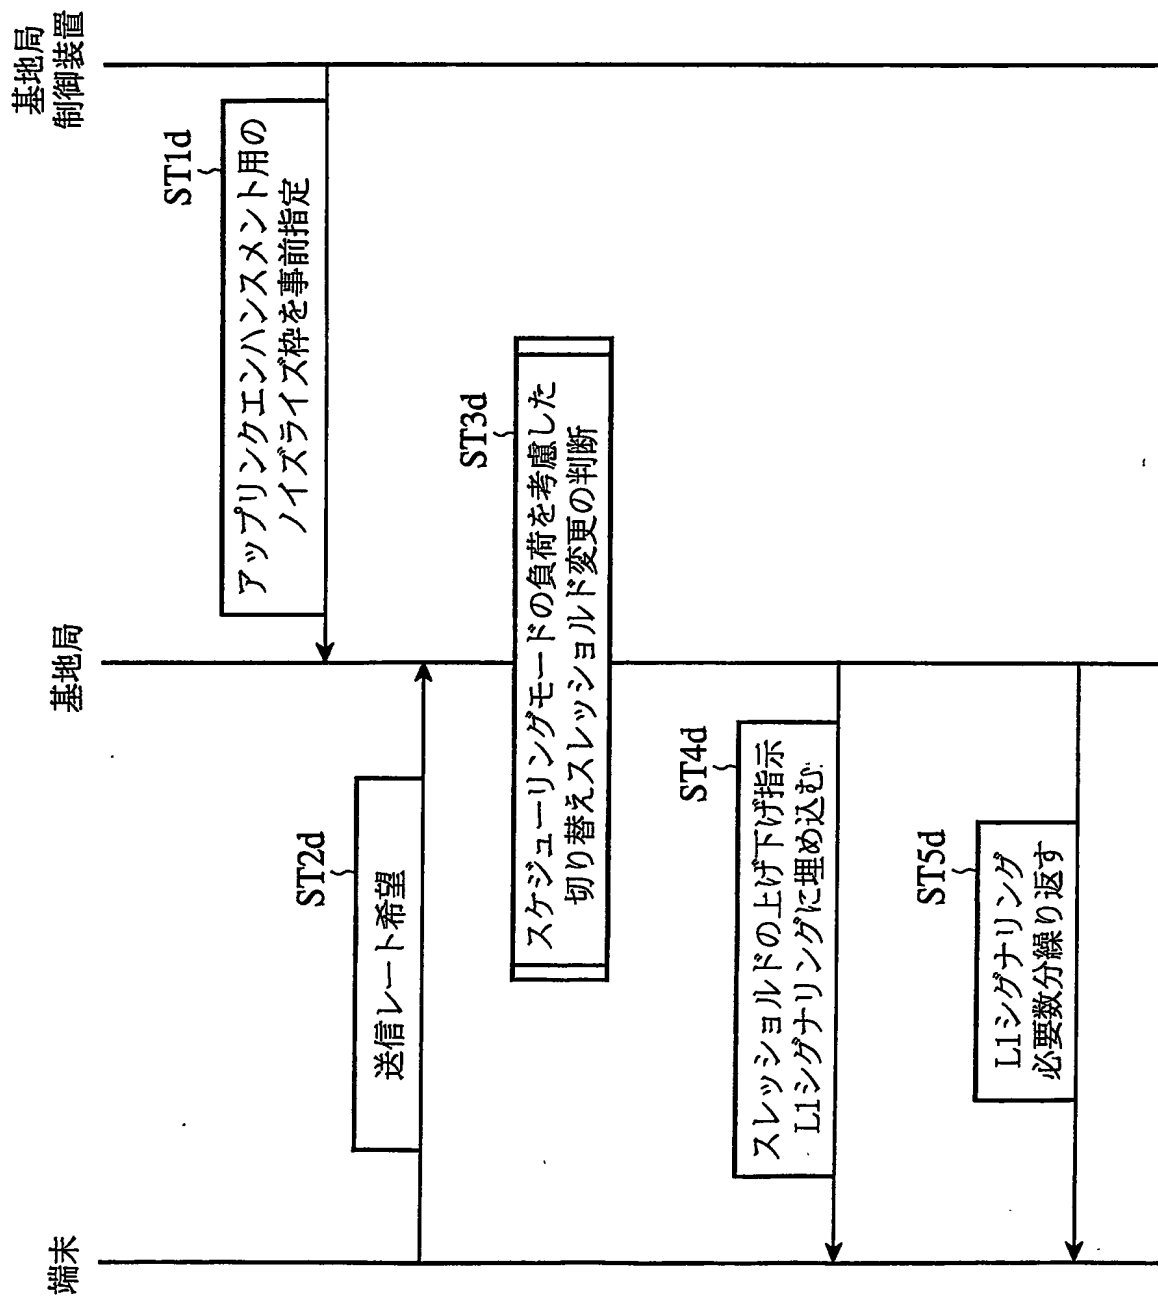 端末
基地局
基地局
制御装置
ST1d
アップリンクエンハンスメント用の
ノイズライズ枠を事前指定
ST2d
送信レート希望
ST3d
スケジューリングモードの負荷を考慮した
切り替えスレッショルド変更の判断
ST4d
スレッショルドの上げ下げ指示
L1シグナリングに埋め込む
ST5d
L1シグナリング
必要数分繰り返す